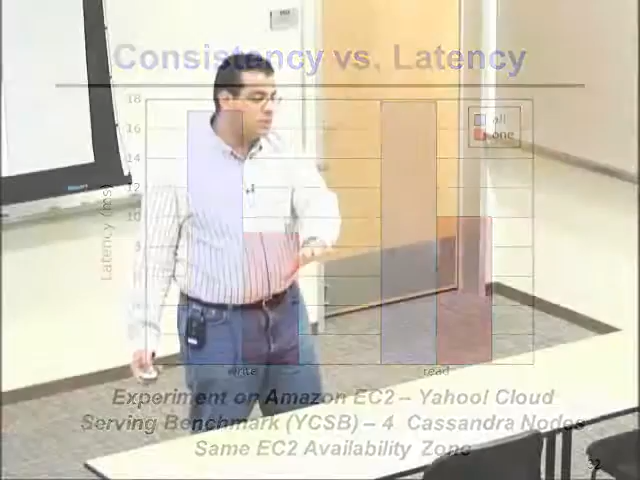 Consistency vs. Latency
18
all
16
one
14
12
10
Latency (ms)
write
read
Experiment on Amazon EC2 – Yahoo! Cloud
Serving Benchmark (YCSB) – 4 Cassandra Nodes
Same EC2 Availability Zone
32